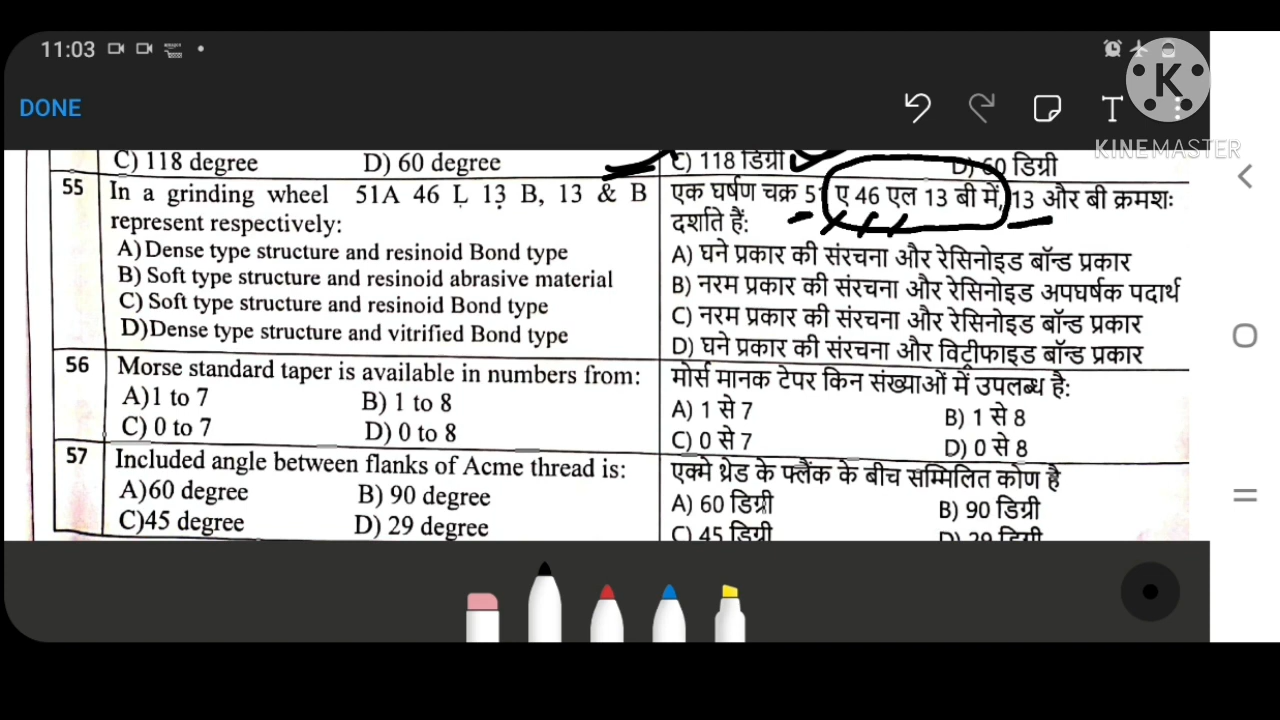 11:03
DONE
T
K
KINEMASTER
C) 118 degree D) 60 degree
55 In a grinding wheel 51A 46 L 13 B, 13 & B
represent respectively:
A) Dense type structure and resinoid Bond type
B) Soft type structure and resinoid abrasive material
C) Soft type structure and resinoid Bond type
D)Dense type structure and vitrified Bond type
56 Morse standard taper is available in numbers from:
A)1 to 7 B) 1 to 8
C) 0 to 7 D) 0 to 8
57 Included angle between flanks of Acme thread is:
A)60 degree B) 90 degree
C)45 degree D) 29 degree
C) 118 डिग्री D) 60 डिग्री
एक घर्षण चक्र 51 ए 46 एल 13 बी में, 13 और बी क्रमशः
दर्शाते हैं:
A) घने प्रकार की संरचना और रेसिनोइड बॉन्ड प्रकार
B) नरम प्रकार की संरचना और रेसिनोइड अपघर्षक पदार्थ
C) नरम प्रकार की संरचना और रेसिनोइड बॉन्ड प्रकार
D) घने प्रकार की संरचना और विट्रीफाइड बॉन्ड प्रकार
मोर्स मानक टेपर किन संख्याओं में उपलब्ध है:
A) 1 से 7 B) 1 से 8
C) 0 से 7 D) 0 से 8
एक्मे थ्रेड के फ्लैंक के बीच सम्मिलित कोण है
A) 60 डिग्री B) 90 डिग्री
C) 45 डिग्री D) 29 डिग्री